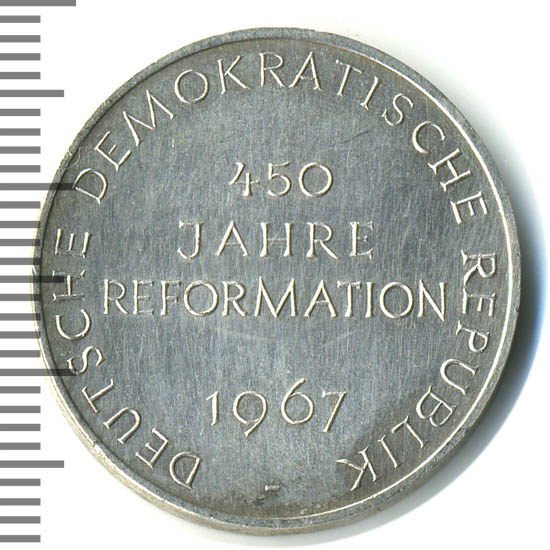 DEUTSCHE DEMOKRATISCHE REPUBLIK
450
JAHRE
REFORMATION
1967